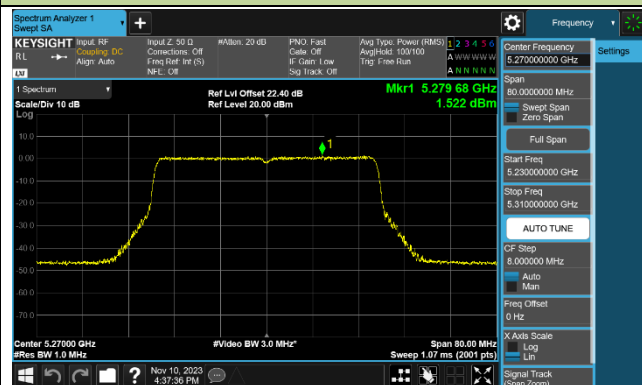 Spectrum Analyzer 1
Swept SA
+
Frequency
KEYSIGHT
Input: RF
Input Z: 50 Ω
#Atten: 20 dB
PNO: Fast
Avg Type: Power (RMS)
1 2 3 4 5 6
RL
Coupling: DC
Corrections: Off
Gate: Off
Avg|Hold: 100/100
A W W W W W
Align: Auto
Freq Ref: Int (S)
IF Gain: Low
Trig: Free Run
NFE: Off
Sig Track: Off
A N N N N N
LXI
1 Spectrum
Ref Lvl Offset 22.40 dB
Mkr1 5.279 68 GHz
Scale/Div 10 dB
Ref Level 20.00 dBm
1.522 dBm
Log
1
10.0
0.00
-10.0
-20.0
-30.0
-40.0
-50.0
-60.0
-70.0
Center 5.27000 GHz
#Video BW 3.0 MHz*
Span 80.00 MHz
#Res BW 1.0 MHz
Sweep 1.07 ms (2001 pts)
Nov 10, 2023
4:37:36 PM
Center Frequency
5.270000000 GHz
Settings
Span
80.0000000 MHz
Swept Span
Zero Span
Full Span
Start Freq
5.230000000 GHz
Stop Freq
5.310000000 GHz
AUTO TUNE
CF Step
8.000000 MHz
Auto
Man
Freq Offset
0 Hz
X Axis Scale
Log
Lin
Signal Track
(Span Zoom)